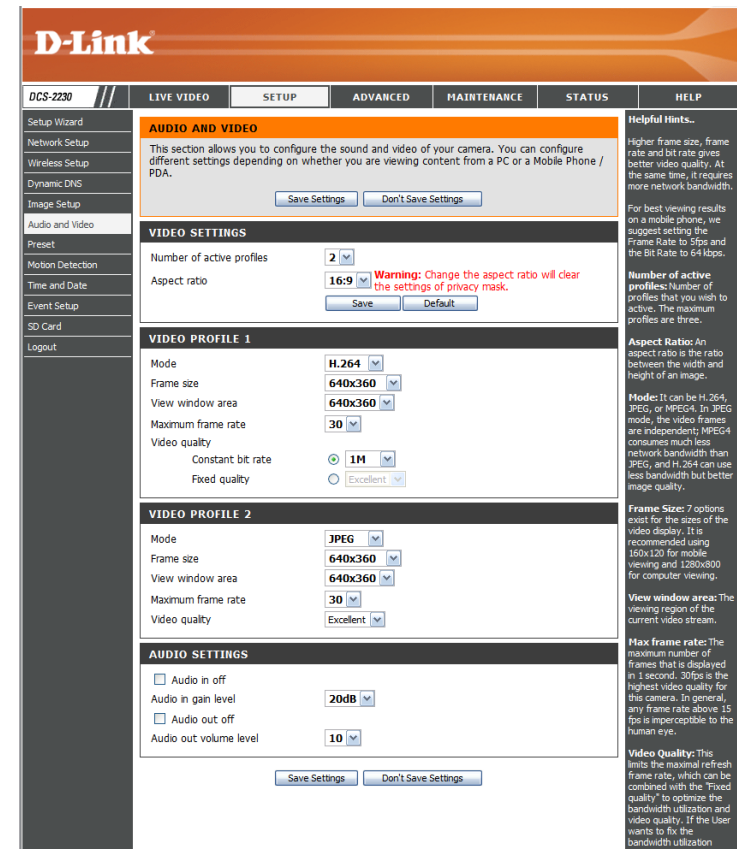 D-Link
DCS-2230 // LIVE VIDEO SETUP ADVANCED MAINTENANCE STATUS HELP
Setup Wizard
Network Setup
Wireless Setup
Dynamic DNS
Image Setup
Audio and Video
Preset
Motion Detection
Time and Date
Event Setup
SD Card
Logout
AUDIO AND VIDEO
This section allows you to configure the sound and video of your camera. You can configure
different settings depending on whether you are viewing content from a PC or a Mobile Phone /
PDA.
Save Settings Don't Save Settings
VIDEO SETTINGS
Number of active profiles 2
Aspect ratio 16:9 Warning: Change the aspect ratio will clear
the settings of privacy mask.
Save Default
VIDEO PROFILE 1
Mode H.264
Frame size 640x360
View window area 640x360
Maximum frame rate 30
Video quality
Constant bit rate 1M
Fixed quality Excellent
VIDEO PROFILE 2
Mode JPEG
Frame size 640x360
View window area 640x360
Maximum frame rate 30
Video quality Excellent
AUDIO SETTINGS
Audio in off
Audio in gain level 20dB
Audio out off
Audio out volume level 10
Save Settings Don't Save Settings
Helpful Hints..
Higher frame size, frame
rate and bit rate gives
better video quality. At
the same time, it requires
more network bandwidth.
For best viewing results
on a mobile phone, we
suggest setting the
Frame Rate to 5fps and
the Bit Rate to 64 kbps.
Number of active
profiles: Number of
profiles that you wish to
active. The maximum
profiles are three.
Aspect Ratio: An
aspect ratio is the ratio
between the width and
height of an image.
Mode: It can be H.264,
JPEG, or MPEG4. In JPEG
mode, the video frames
are independent; MPEG4
consumes much less
network bandwidth than
JPEG, and H.264 can use
less bandwidth but better
image quality.
Frame Size: 7 options
exist for the sizes of the
video display. It is
recommended using
160x120 for mobile
viewing and 1280x800
for computer viewing.
View window area: The
viewing region of the
current video stream.
Max frame rate: The
maximum number of
frames that is displayed
in 1 second. 30fps is the
highest video quality for
this camera. In general,
any frame rate above 15
fps is imperceptible to the
human eye.
Video Quality: This
limits the maximal refresh
frame rate, which can be
combined with the "Fixed
quality" to optimize the
bandwidth utilization and
video quality. If the User
wants to fix the
bandwidth utilization